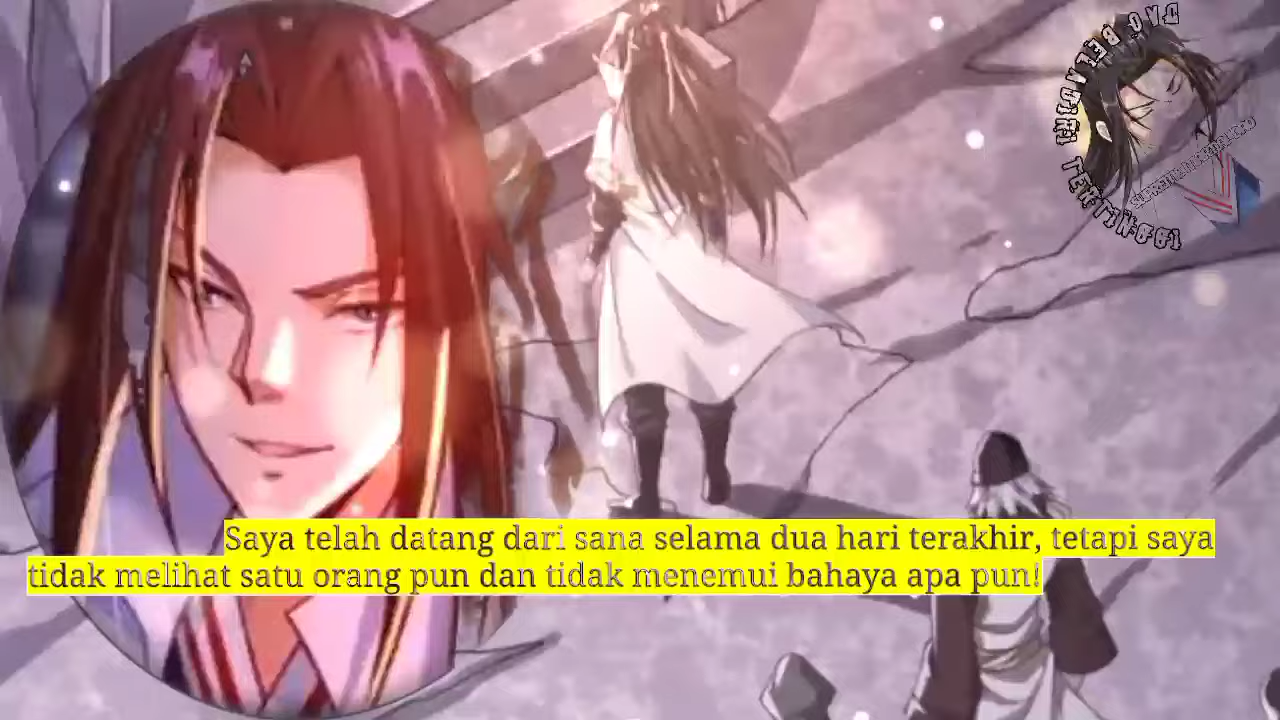 Saya telah datang dari sana selama dua hari terakhir, tetapi saya
tidak melihat satu orang pun dan tidak menemui bahaya apa pun!